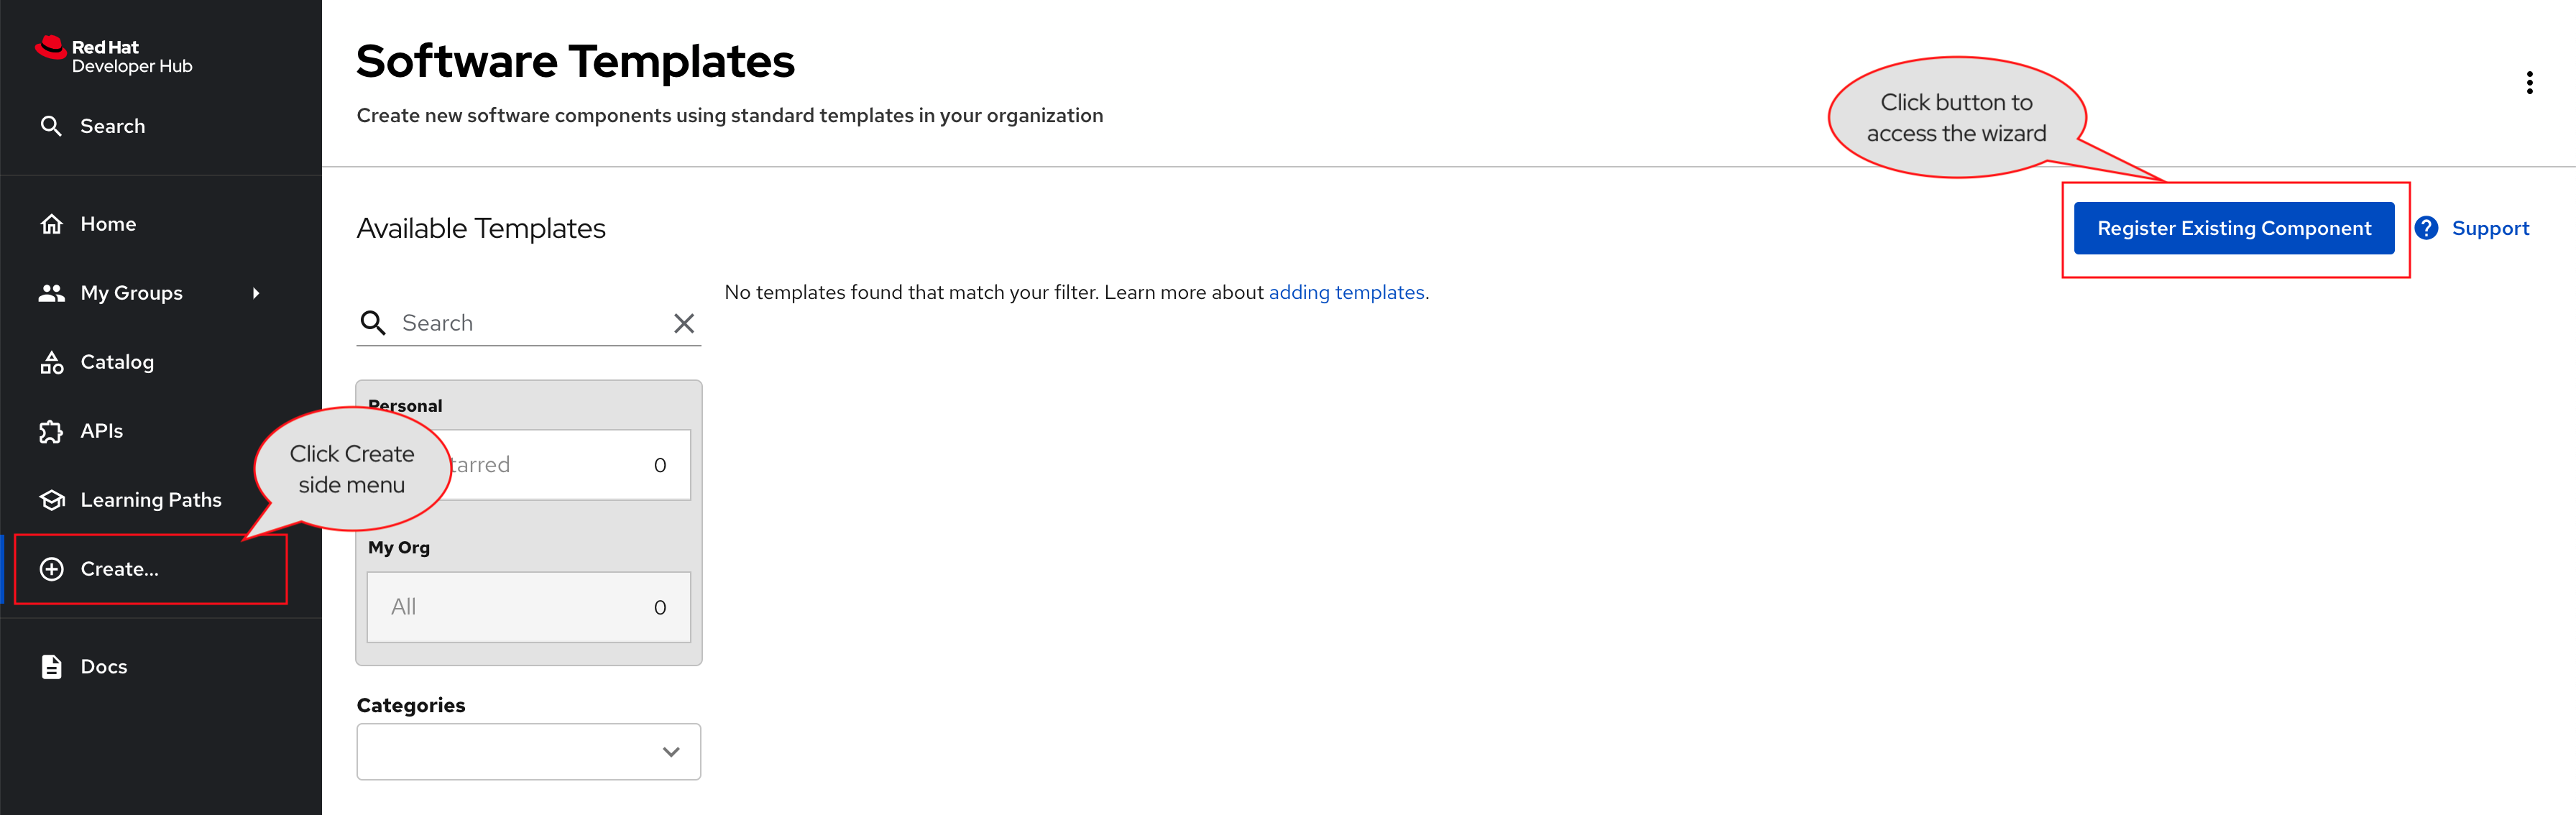 Red Hat
Developer Hub
Search
Home
My Groups
Catalog
APIs
Learning Paths
Create...
Docs
Click Create
side menu
Software Templates
Create new software components using standard templates in your organization
Click button to
access the wizard
Available Templates
Register Existing Component
Support
No templates found that match your filter. Learn more about adding templates.
Search
Personal
tarred 0
My Org
All 0
Categories